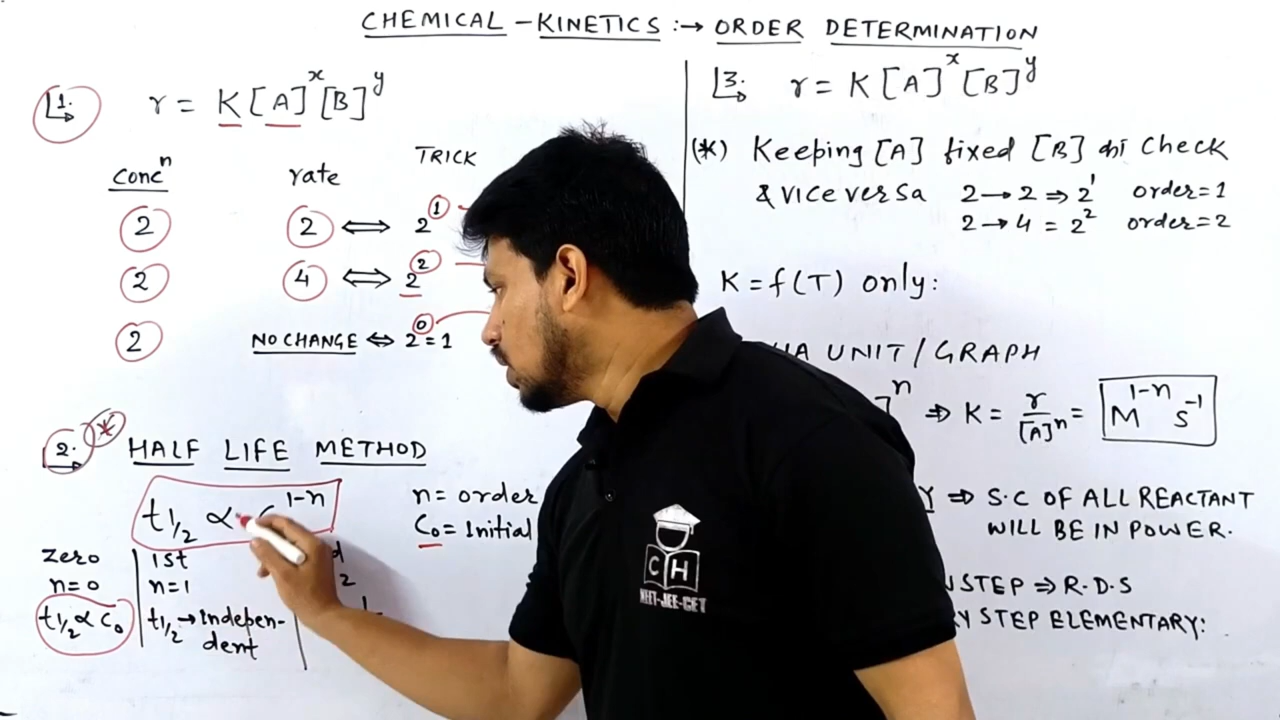 CHEMICAL - KINETICS :→ ORDER DETERMINATION
1. r = K [A]^x [B]^y
TRICK
Concⁿ rate
2 2 ⟺ 2^1
2 4 ⟺ 2^2
2 NO CHANGE ⟺ 2^0 = 1
2. * HALF LIFE METHOD
t1/2 ∝ C^1-n
n = order
C₀ = Initial
zero
n = 0
t1/2 ∝ C₀
1st
n = 1
t1/2 → Indepen-
dent
d
2
3. r = K [A]^x [B]^y
(*) Keeping [A] fixed [B] का Check
& vice versa 2 → 2 ⇒ 2^1 order = 1
2 → 4 = 2^2 order = 2
K = f(T) only:
UNIT / GRAPH
]^n ⇒ K = r/[A]^n = M^1-n S^-1
⇒ S.C OF ALL REACTANT
WILL BE IN POWER.
STEP ⇒ R.D.S
STEP ELEMENTARY:
C H
NEET-JEE-CET